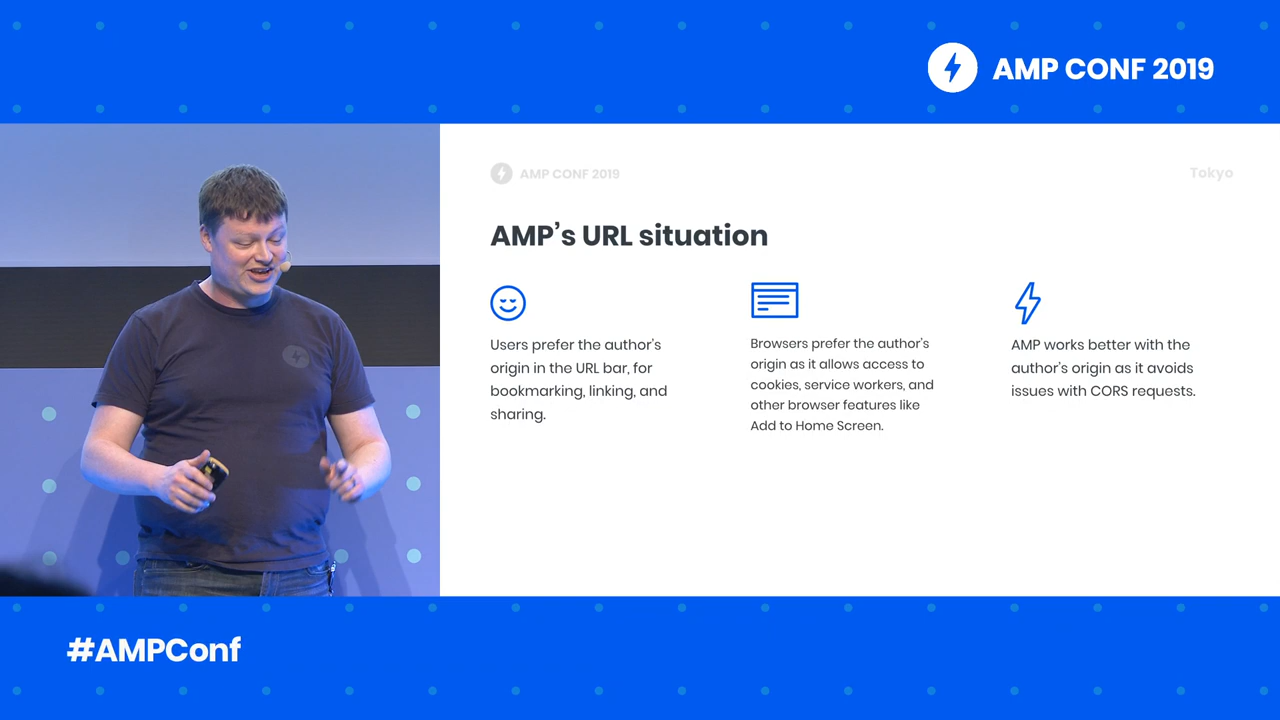 AMP CONF 2019
AMP CONF 2019
Tokyo
AMP's URL situation
Users prefer the author's
origin in the URL bar, for
bookmarking, linking, and
sharing.
Browsers prefer the author's
origin as it allows access to
cookies, service workers, and
other browser features like
Add to Home Screen.
AMP works better with the
author's origin as it avoids
issues with CORS requests.
#AMPConf